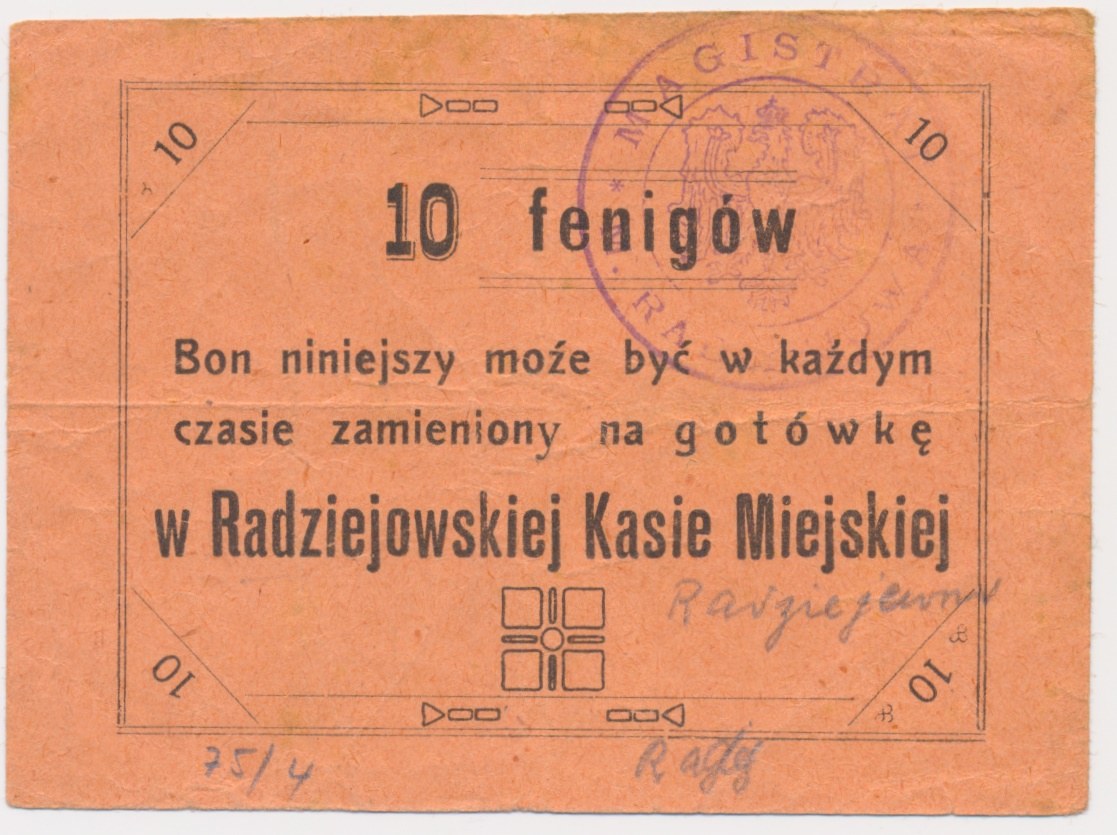 10 10
MAGISTR
10 fenigów
Bon niniejszy może być w każdym
czasie zamieniony na gotówkę
w Radziejowskiej Kasie Miejskiej
10 10
75/4